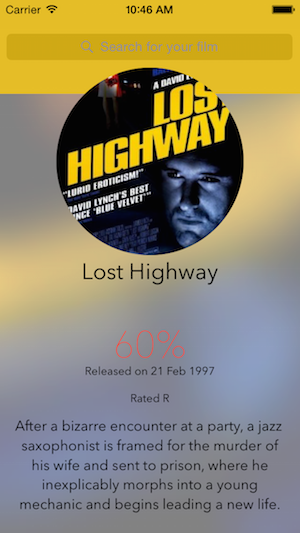 Carrier 10:46 AM
Search for your film
A DAVID L
LOS
HIGHWAY
"LURID EROTICISM!"
DAVID LYNCH'S BEST
INCE 'BLUE VELVET'"
Lost Highway
60%
Released on 21 Feb 1997
Rated R
After a bizarre encounter at a party, a jazz
saxophonist is framed for the murder of
his wife and sent to prison, where he
inexplicably morphs into a young
mechanic and begins leading a new life.